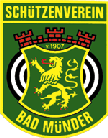 SCHÜTZENVEREIN
v. 1907
BAD MÜNDER